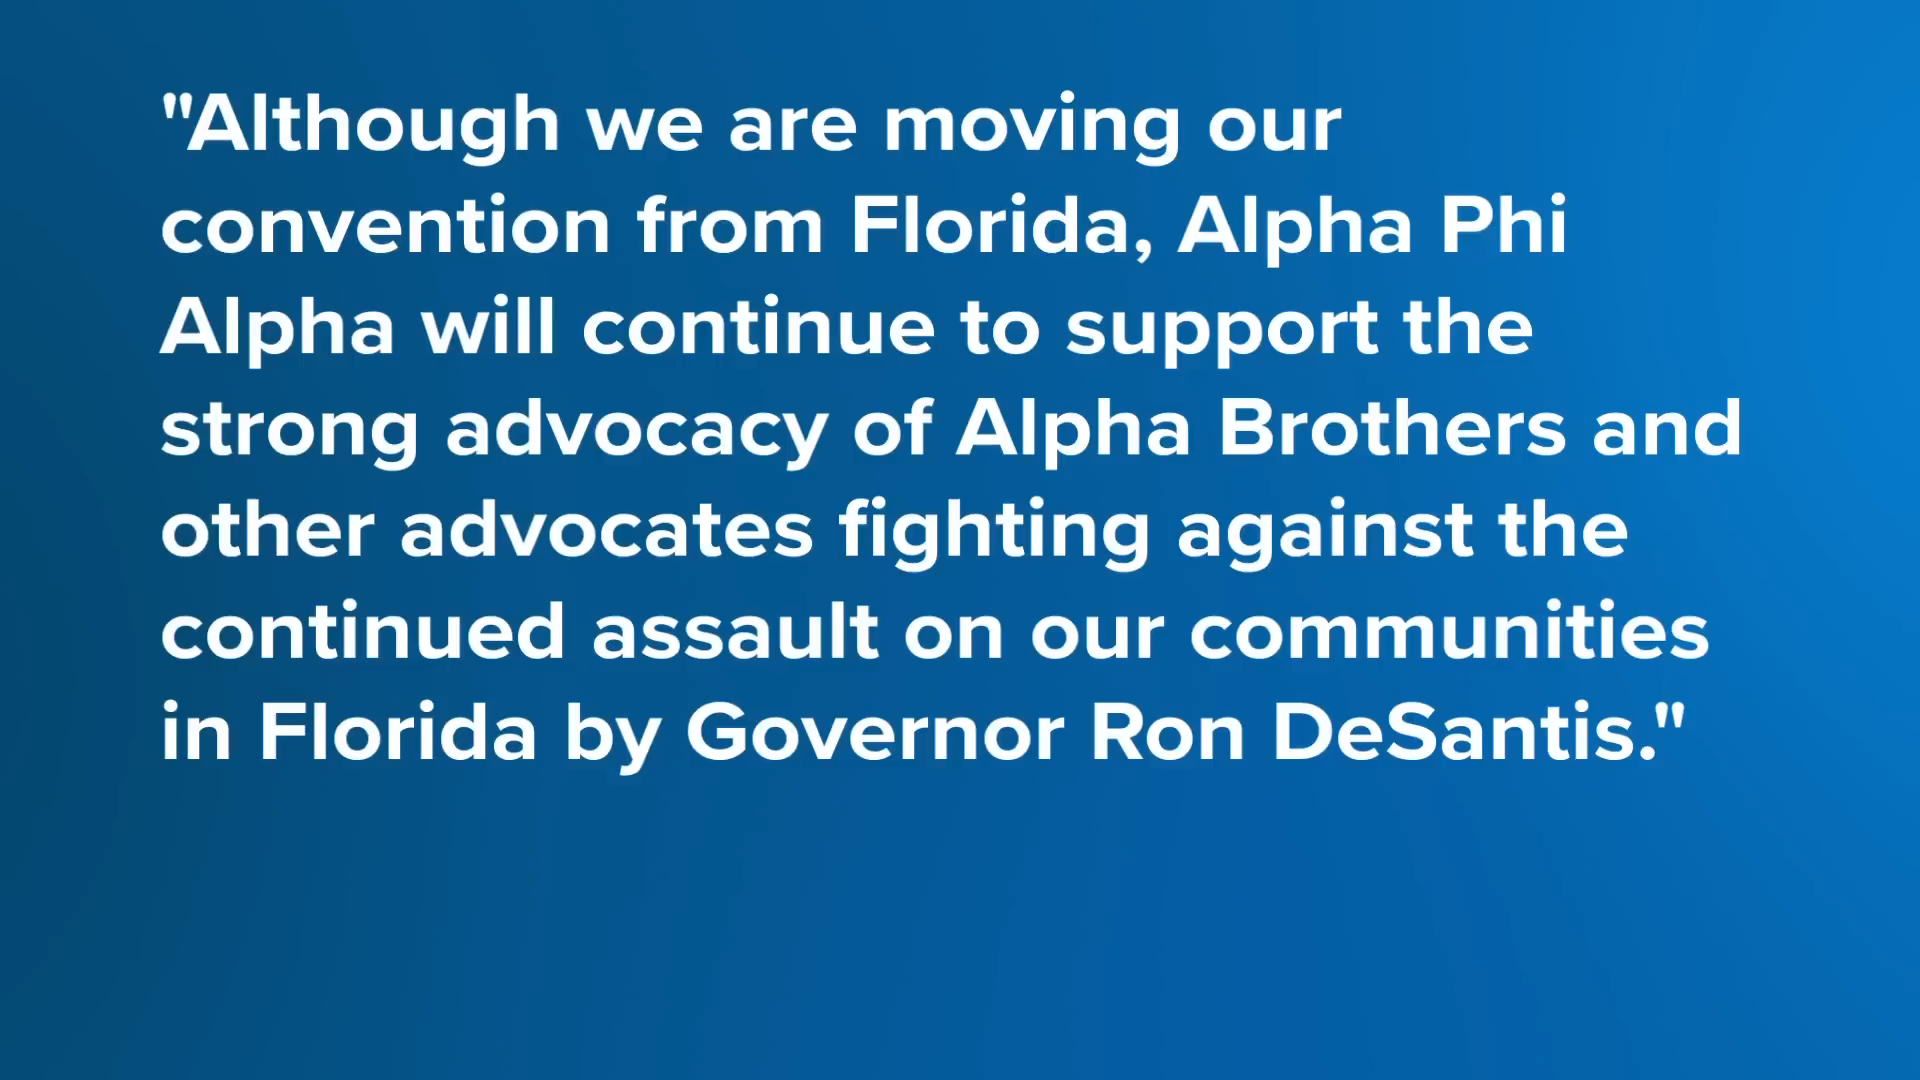 "Although we are moving our
convention from Florida, Alpha Phi
Alpha will continue to support the
strong advocacy of Alpha Brothers and
other advocates fighting against the
continued assault on our communities
in Florida by Governor Ron DeSantis."